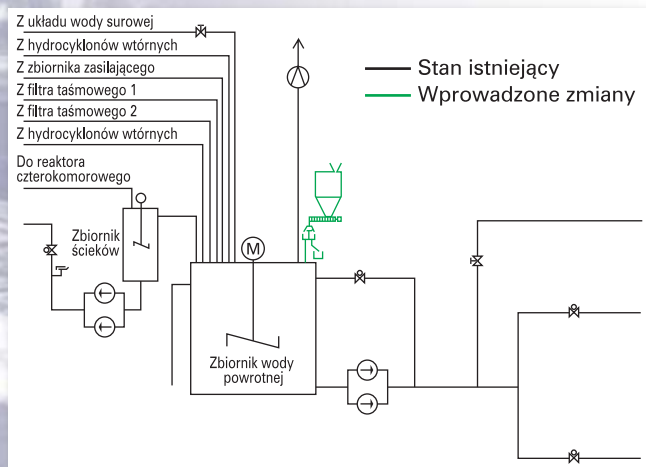 Z układu wody surowej
Z hydrocyklonów wtórnych
Z zbiornika zasilającego
Z filtra taśmowego 1
Z filtra taśmowego 2
Z hydrocyklonów wtórnych
Do reaktora
czterokomorowego
Zbiornik
ścieków
M
Zbiornik wody
powrotnej
Stan istniejący
Wprowadzone zmiany